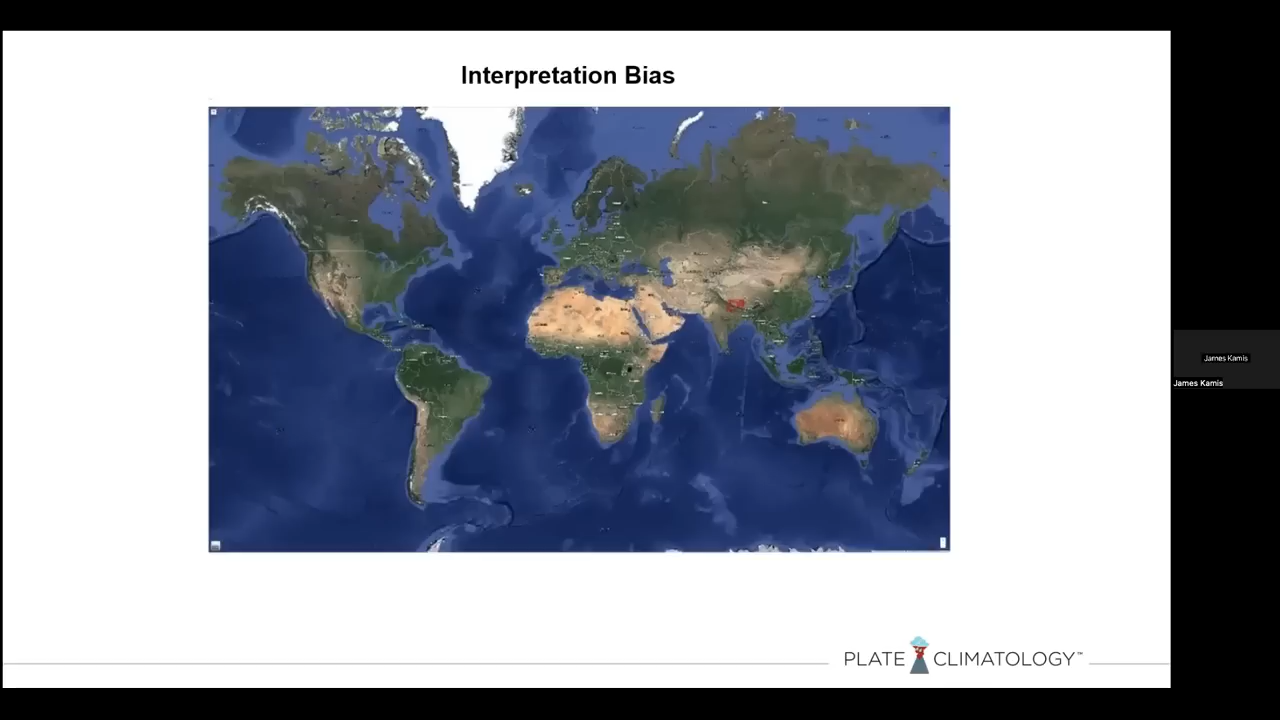 Interpretation Bias
James Kamis
James Kamis
PLATE CLIMATOLOGY™